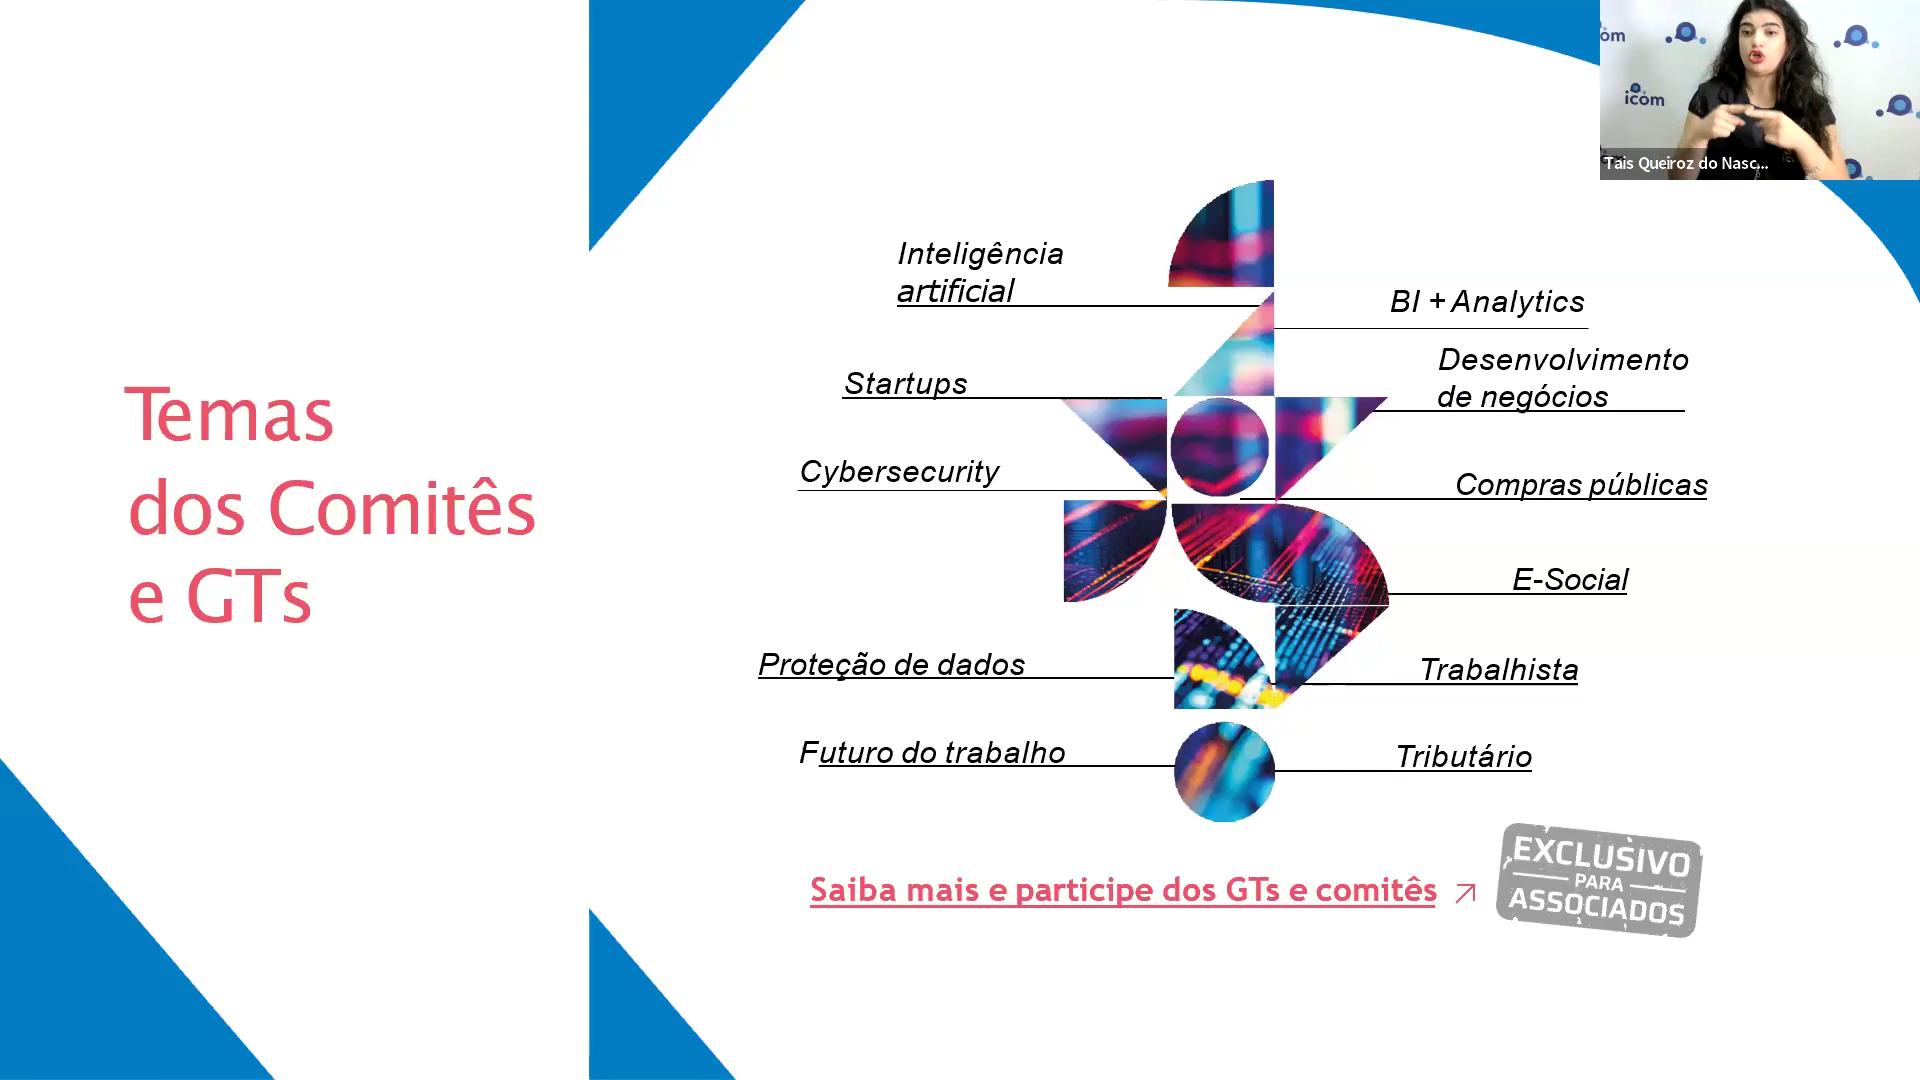 Temas
dos Comitês
e GTs
Inteligência
artificial
BI + Analytics
Startups
Desenvolvimento
de negócios
Cybersecurity
Compras públicas
E-Social
Proteção de dados
Trabalhista
Futuro do trabalho
Tributário
Saiba mais e participe dos GTs e comitês
EXCLUSIVO
PARA
ASSOCIADOS
om
icom
Tais Queiroz do Nasc...